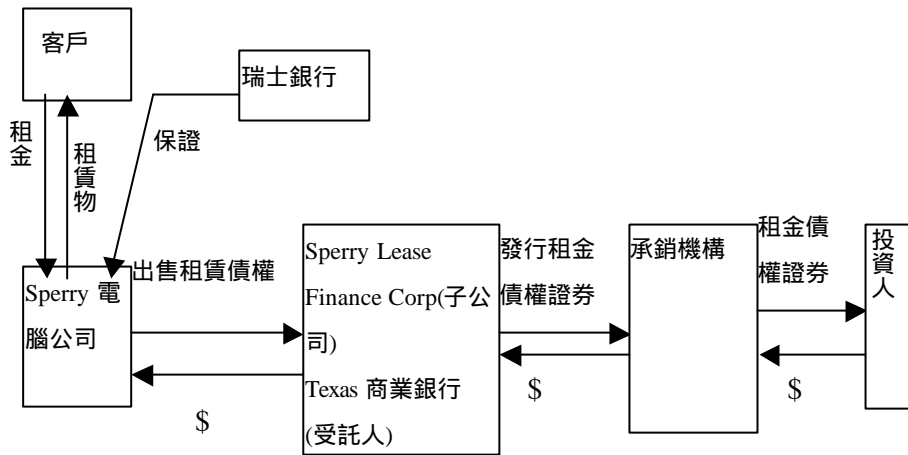 客戶
瑞士銀行
租金
租賃物
保證
出售租賃債權
Sperry 電
腦公司
$
Sperry Lease
Finance Corp(子公
司)
Texas 商業銀行
(受託人)
發行租金
債權證券
$
承銷機構
租金債
權證券
$
投資人